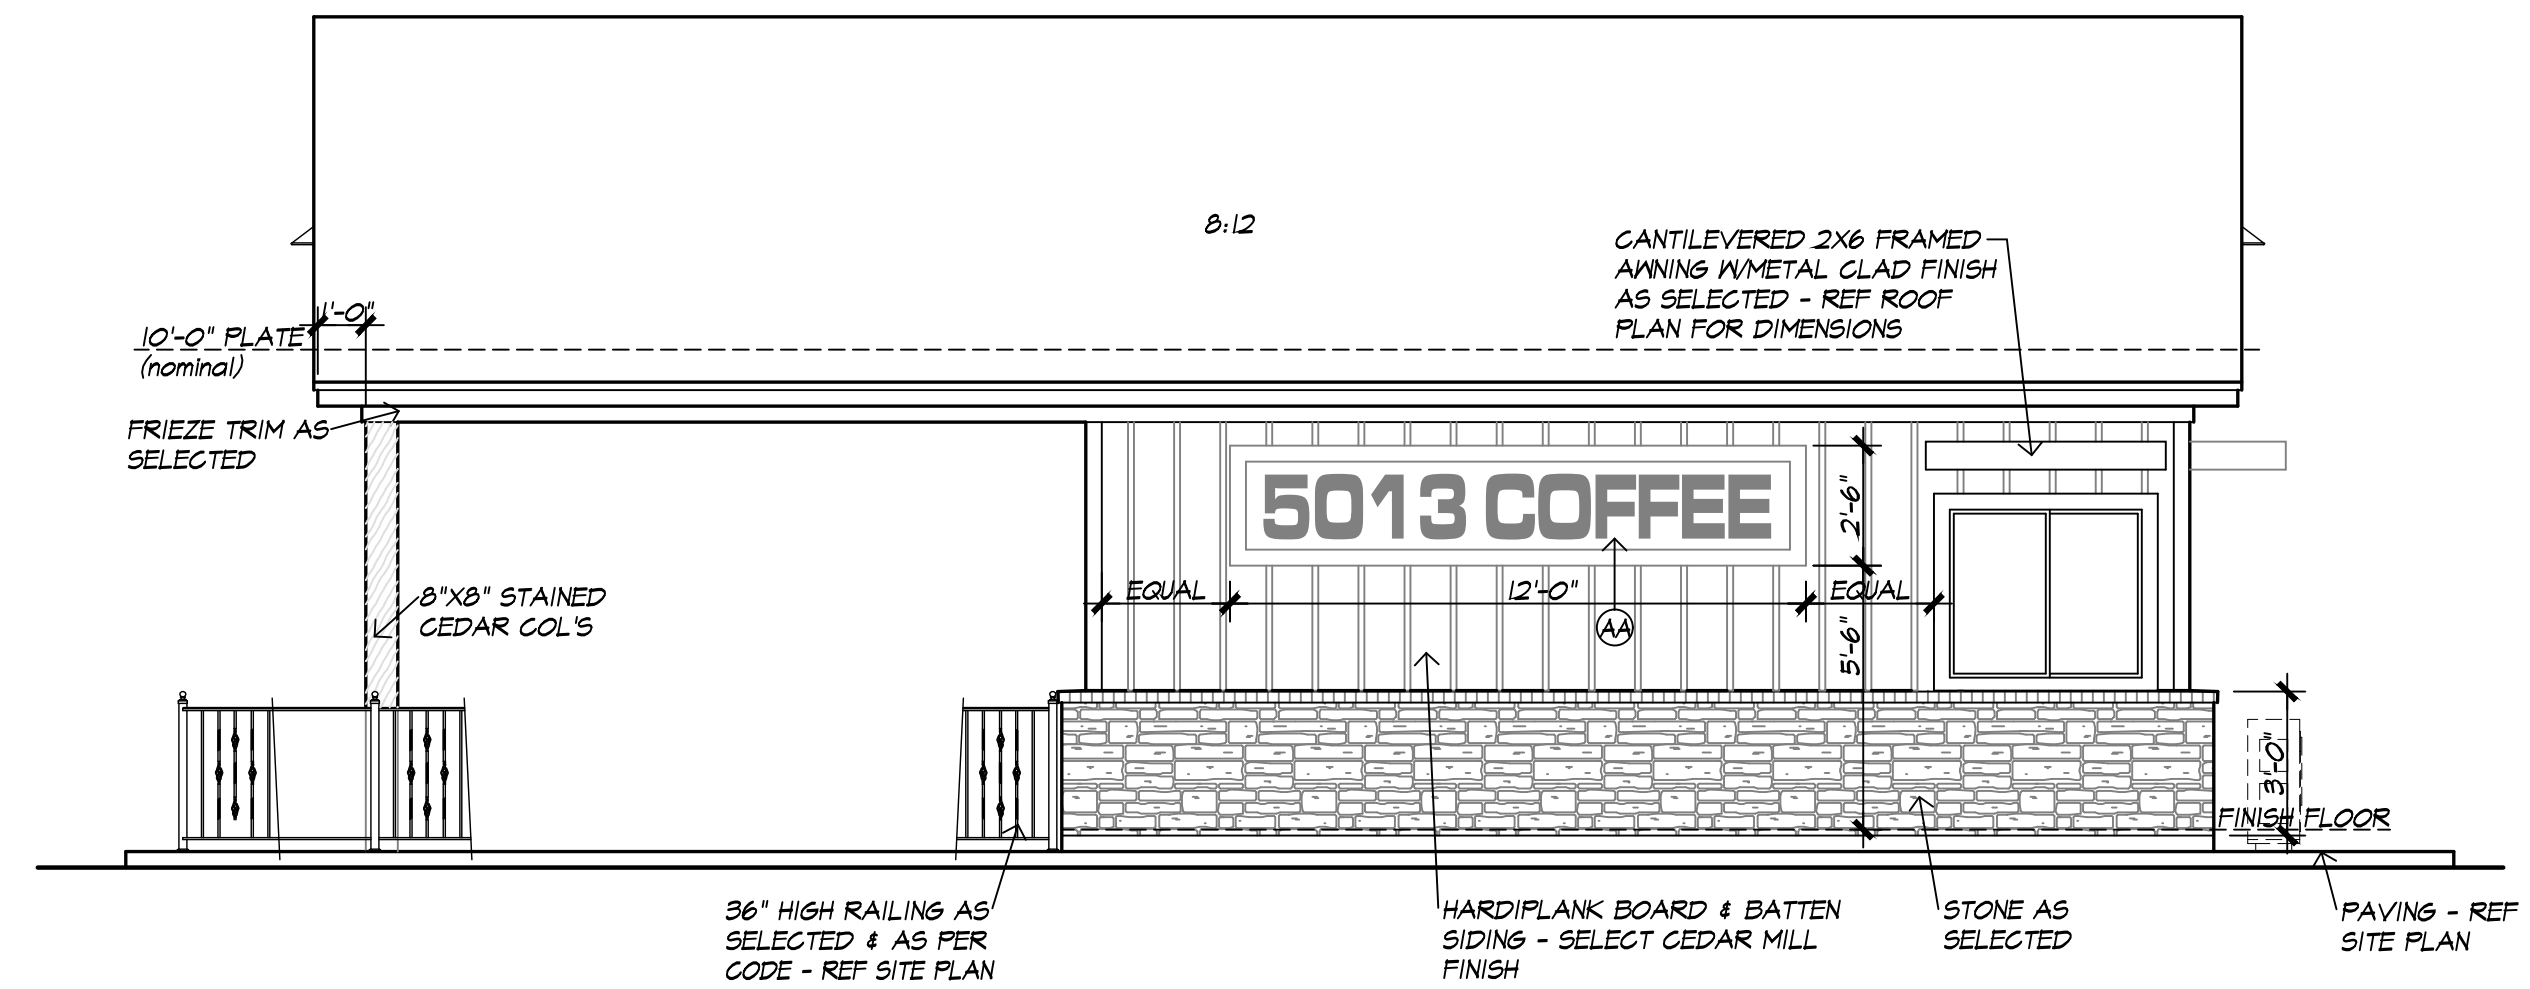 8:12
CANTILEVERED 2X6 FRAMED
AWNING W/METAL CLAD FINISH
AS SELECTED - REF ROOF
PLAN FOR DIMENSIONS
1'-0"
10'-0" PLATE
(nominal)
FRIEZE TRIM AS
SELECTED
5013 COFFEE
2'-6"
8"X8" STAINED
CEDAR COL'S
EQUAL
12'-0"
EQUAL
AA
5'-6"
3'-0"
FINISH FLOOR
36" HIGH RAILING AS
SELECTED & AS PER
CODE - REF SITE PLAN
HARDIPLANK BOARD & BATTEN
SIDING - SELECT CEDAR MILL
FINISH
STONE AS
SELECTED
PAVING - REF
SITE PLAN